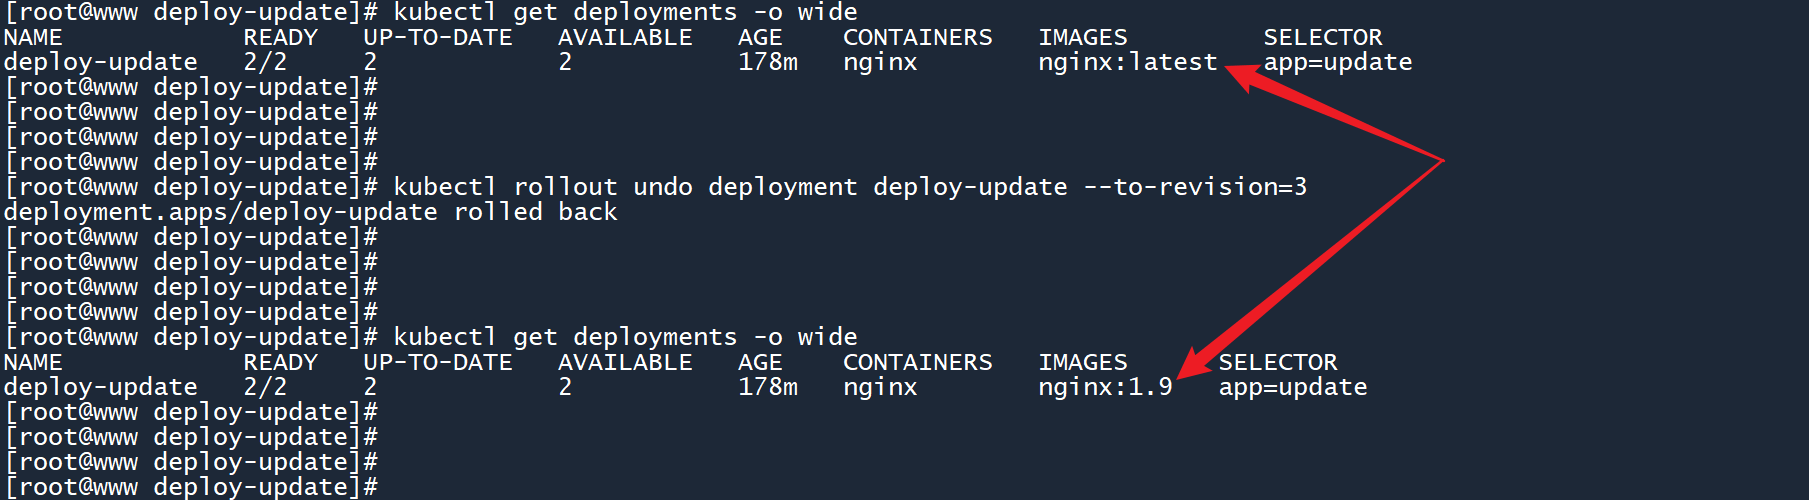 [root@www deploy-update]# kubectl get deployments -o wide
NAME            READY   UP-TO-DATE   AVAILABLE   AGE    CONTAINERS   IMAGES         SELECTOR
deploy-update   2/2     2            2           178m   nginx        nginx:latest   app=update
[root@www deploy-update]#
[root@www deploy-update]#
[root@www deploy-update]#
[root@www deploy-update]#
[root@www deploy-update]# kubectl rollout undo deployment deploy-update --to-revision=3
deployment.apps/deploy-update rolled back
[root@www deploy-update]#
[root@www deploy-update]#
[root@www deploy-update]#
[root@www deploy-update]#
[root@www deploy-update]# kubectl get deployments -o wide
NAME            READY   UP-TO-DATE   AVAILABLE   AGE    CONTAINERS   IMAGES      SELECTOR
deploy-update   2/2     2            2           178m   nginx        nginx:1.9   app=update
[root@www deploy-update]#
[root@www deploy-update]#
[root@www deploy-update]#
[root@www deploy-update]#